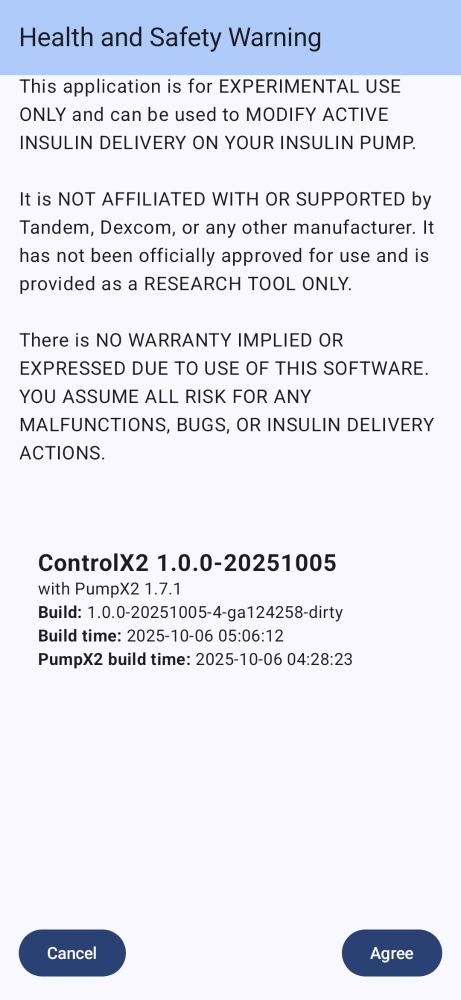 Health and Safety Warning
This application is for EXPERIMENTAL USE
ONLY and can be used to MODIFY ACTIVE
INSULIN DELIVERY ON YOUR INSULIN PUMP.
It is NOT AFFILIATED WITH OR SUPPORTED by
Tandem, Dexcom, or any other manufacturer. It
has not been officially approved for use and is
provided as a RESEARCH TOOL ONLY.
There is NO WARRANTY IMPLIED OR
EXPRESSED DUE TO USE OF THIS SOFTWARE.
YOU ASSUME ALL RISK FOR ANY
MALFUNCTIONS, BUGS, OR INSULIN DELIVERY
ACTIONS.
ControlX2 1.0.0-20251005
with PumpX2 1.7.1
Build: 1.0.0-20251005-4-ga124258-dirty
Build time: 2025-10-06 05:06:12
PumpX2 build time: 2025-10-06 04:28:23
Cancel
Agree